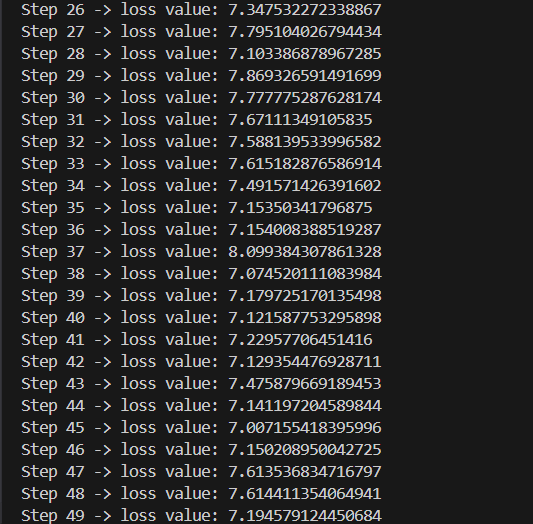 Step 26 -> loss value: 7.347532272338867
Step 27 -> loss value: 7.795104026794434
Step 28 -> loss value: 7.103386878967285
Step 29 -> loss value: 7.869326591491699
Step 30 -> loss value: 7.777775287628174
Step 31 -> loss value: 7.67111349105835
Step 32 -> loss value: 7.588139533996582
Step 33 -> loss value: 7.615182876586914
Step 34 -> loss value: 7.491571426391602
Step 35 -> loss value: 7.15350341796875
Step 36 -> loss value: 7.154008388519287
Step 37 -> loss value: 8.099384307861328
Step 38 -> loss value: 7.074520111083984
Step 39 -> loss value: 7.179725170135498
Step 40 -> loss value: 7.121587753295898
Step 41 -> loss value: 7.22957706451416
Step 42 -> loss value: 7.129354476928711
Step 43 -> loss value: 7.475879669189453
Step 44 -> loss value: 7.141197204589844
Step 45 -> loss value: 7.007155418395996
Step 46 -> loss value: 7.150208950042725
Step 47 -> loss value: 7.613536834716797
Step 48 -> loss value: 7.614411354064941
Step 49 -> loss value: 7.194579124450684